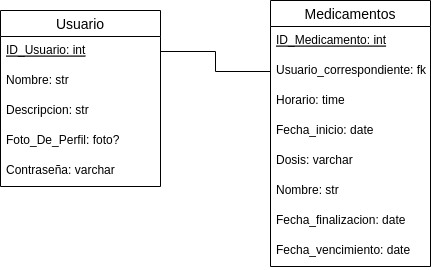 Usuario
ID_Usuario: int
Nombre: str
Descripcion: str
Foto_De_Perfil: foto?
Contraseña: varchar
Medicamentos
ID_Medicamento: int
Usuario_correspondiente: fk
Horario: time
Fecha_inicio: date
Dosis: varchar
Nombre: str
Fecha_finalizacion: date
Fecha_vencimiento: date